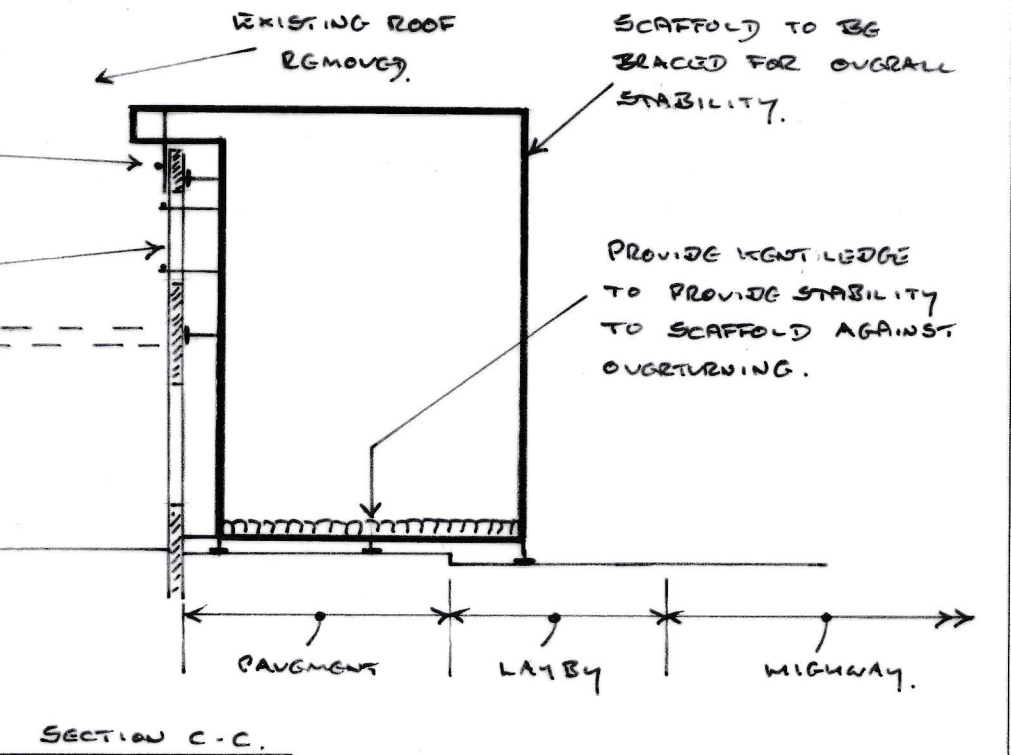 EXISTING ROOF
REMOVED.
SCAFFOLD TO BE
BRACED FOR OVERALL
STABILITY.
PROVIDE KENTLEDGE
TO PROVIDE STABILITY
TO SCAFFOLD AGAINST
OVERTURNING.
PAVEMENT
LAYBY
HIGHWAY.
SECTION C-C.